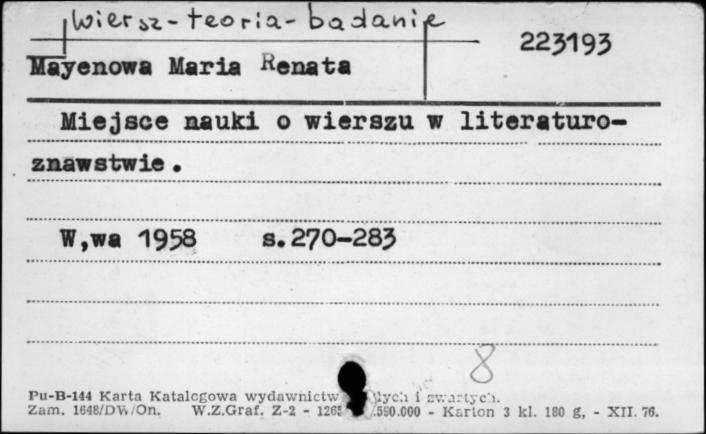 Wiersz-teoria-badanie
223193
Mayenowa Maria Renata
Miejsce nauki o wierszu w literaturo-
znawstwie.
W,wa 1958 s.270-283
8
Pu-B-144 Karta Katalogowa wydawnictw i zwartych.
Zam. 1648/DW/On. W.Z.Graf. Z-2 - 590.000 - Karton 3 kl. 180 g, - XII. 76.